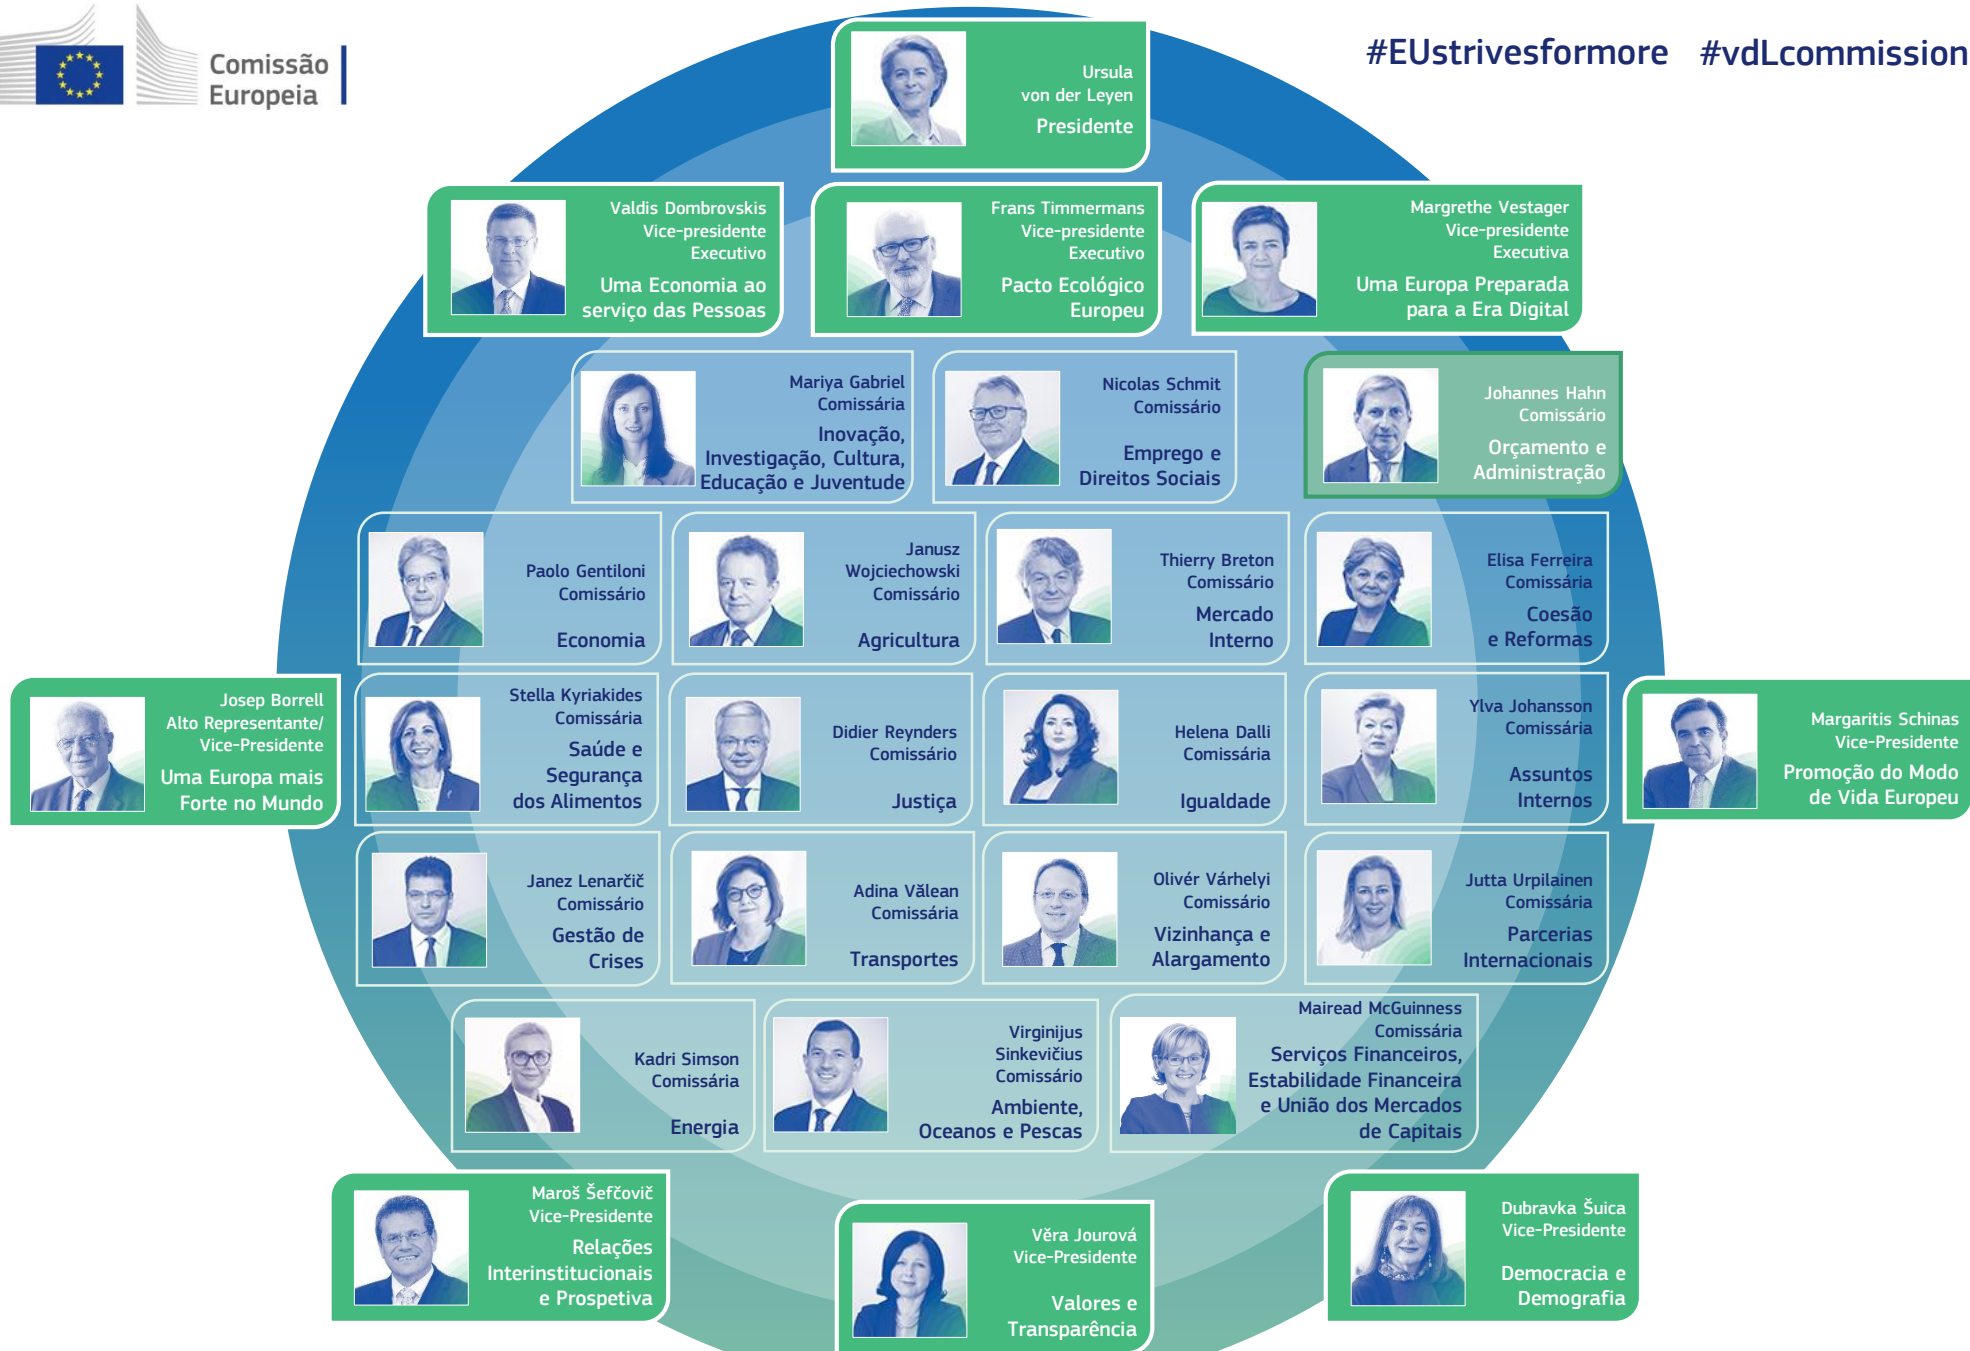 Comissão
Europeia
#EUstrivesformore #vdLcommission
Ursula
von der Leyen
Presidente
Valdis Dombrovskis
Vice-presidente
Executivo
Uma Economia ao
serviço das Pessoas
Frans Timmermans
Vice-presidente
Executivo
Pacto Ecológico
Europeu
Margrethe Vestager
Vice-presidente
Executiva
Uma Europa Preparada
para a Era Digital
Mariya Gabriel
Comissária
Inovação,
Investigação, Cultura,
Educação e Juventude
Nicolas Schmit
Comissário
Emprego e
Direitos Sociais
Johannes Hahn
Comissário
Orçamento e
Administração
Paolo Gentiloni
Comissário
Economia
Janusz
Wojciechowski
Comissário
Agricultura
Thierry Breton
Comissário
Mercado
Interno
Elisa Ferreira
Comissária
Coesão
e Reformas
Josep Borrell
Alto Representante/
Vice-Presidente
Uma Europa mais
Forte no Mundo
Stella Kyriakides
Comissária
Saúde e
Segurança
dos Alimentos
Didier Reynders
Comissário
Justiça
Helena Dalli
Comissária
Igualdade
Ylva Johansson
Comissária
Assuntos
Internos
Margaritis Schinas
Vice-Presidente
Promoção do Modo
de Vida Europeu
Janez Lenarčič
Comissário
Gestão de
Crises
Adina Vălean
Comissária
Transportes
Olivér Várhelyi
Comissário
Vizinhança e
Alargamento
Jutta Urpilainen
Comissária
Parcerias
Internacionais
Kadri Simson
Comissária
Energia
Virginijus
Sinkevičius
Comissário
Ambiente,
Oceanos e Pescas
Mairead McGuinness
Comissária
Serviços Financeiros,
Estabilidade Financeira
e União dos Mercados
de Capitais
Maroš Šefčovič
Vice-Presidente
Relações
Interinstitucionais
e Prospetiva
Věra Jourová
Vice-Presidente
Valores e
Transparência
Dubravka Šuica
Vice-Presidente
Democracia e
Demografia